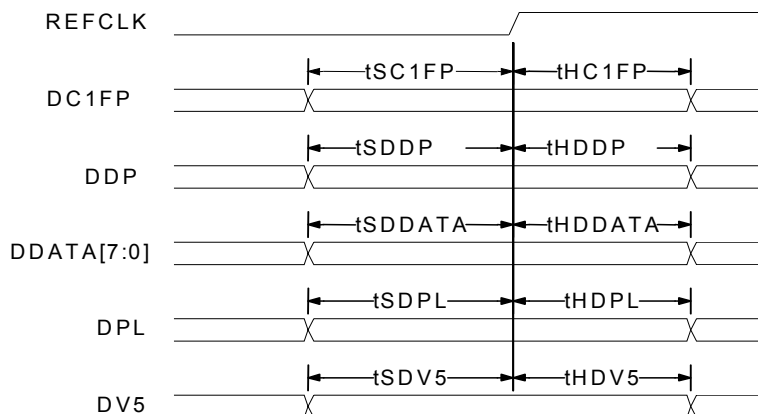 REFCLK
tSC1FP tHC1FP
DC1FP
tSDDP tHDDP
DDP
tSDDATA tHDDATA
DDATA[7:0]
tSDPL tHDPL
DPL
tSDV5 tHDV5
DV5